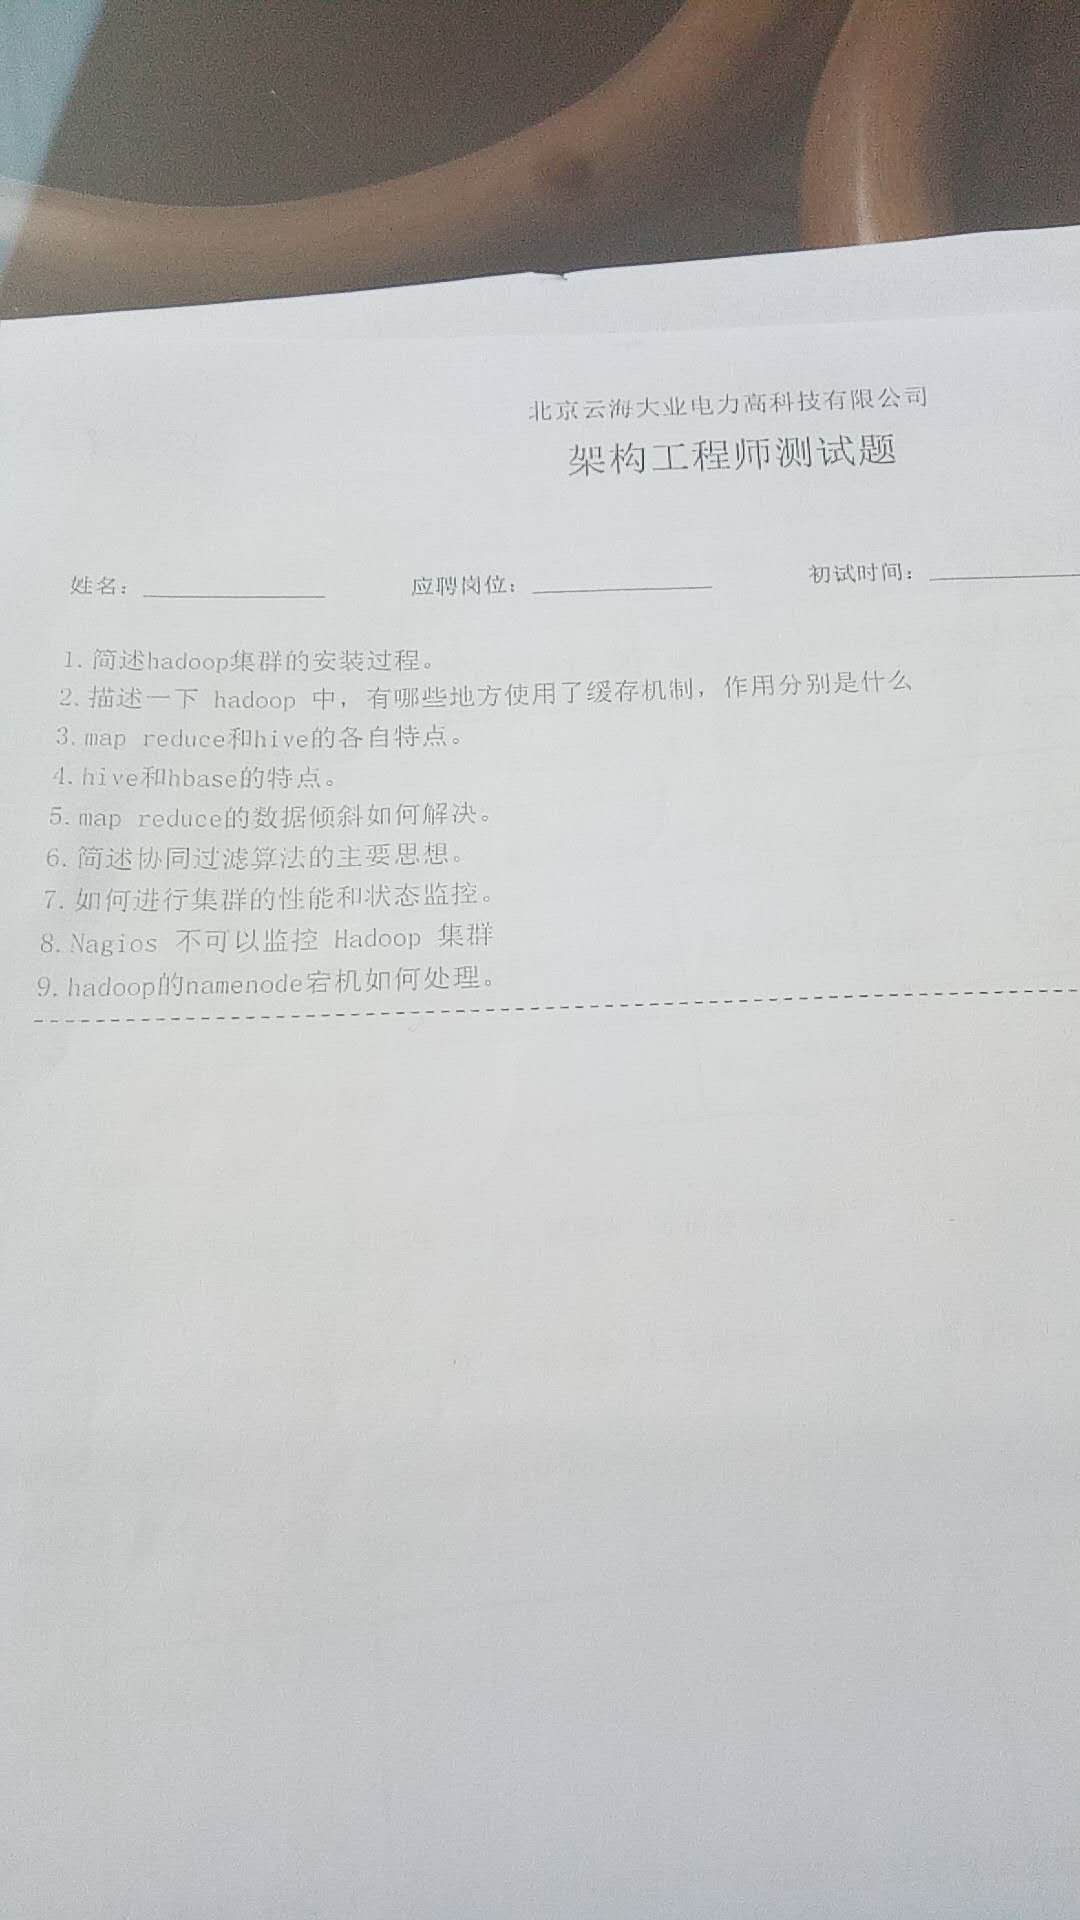 北京云海大业电力高科技有限公司
架构工程师测试题
姓名： 应聘岗位： 初试时间：
1. 简述hadoop集群的安装过程。
2. 描述一下 hadoop 中，有哪些地方使用了缓存机制，作用分别是什么
3. map reduce和hive的各自特点。
4. hive和hbase的特点。
5. map reduce的数据倾斜如何解决。
6. 简述协同过滤算法的主要思想。
7. 如何进行集群的性能和状态监控。
8. Nagios 不可以监控 Hadoop 集群
9. hadoop的namenode宕机如何处理。